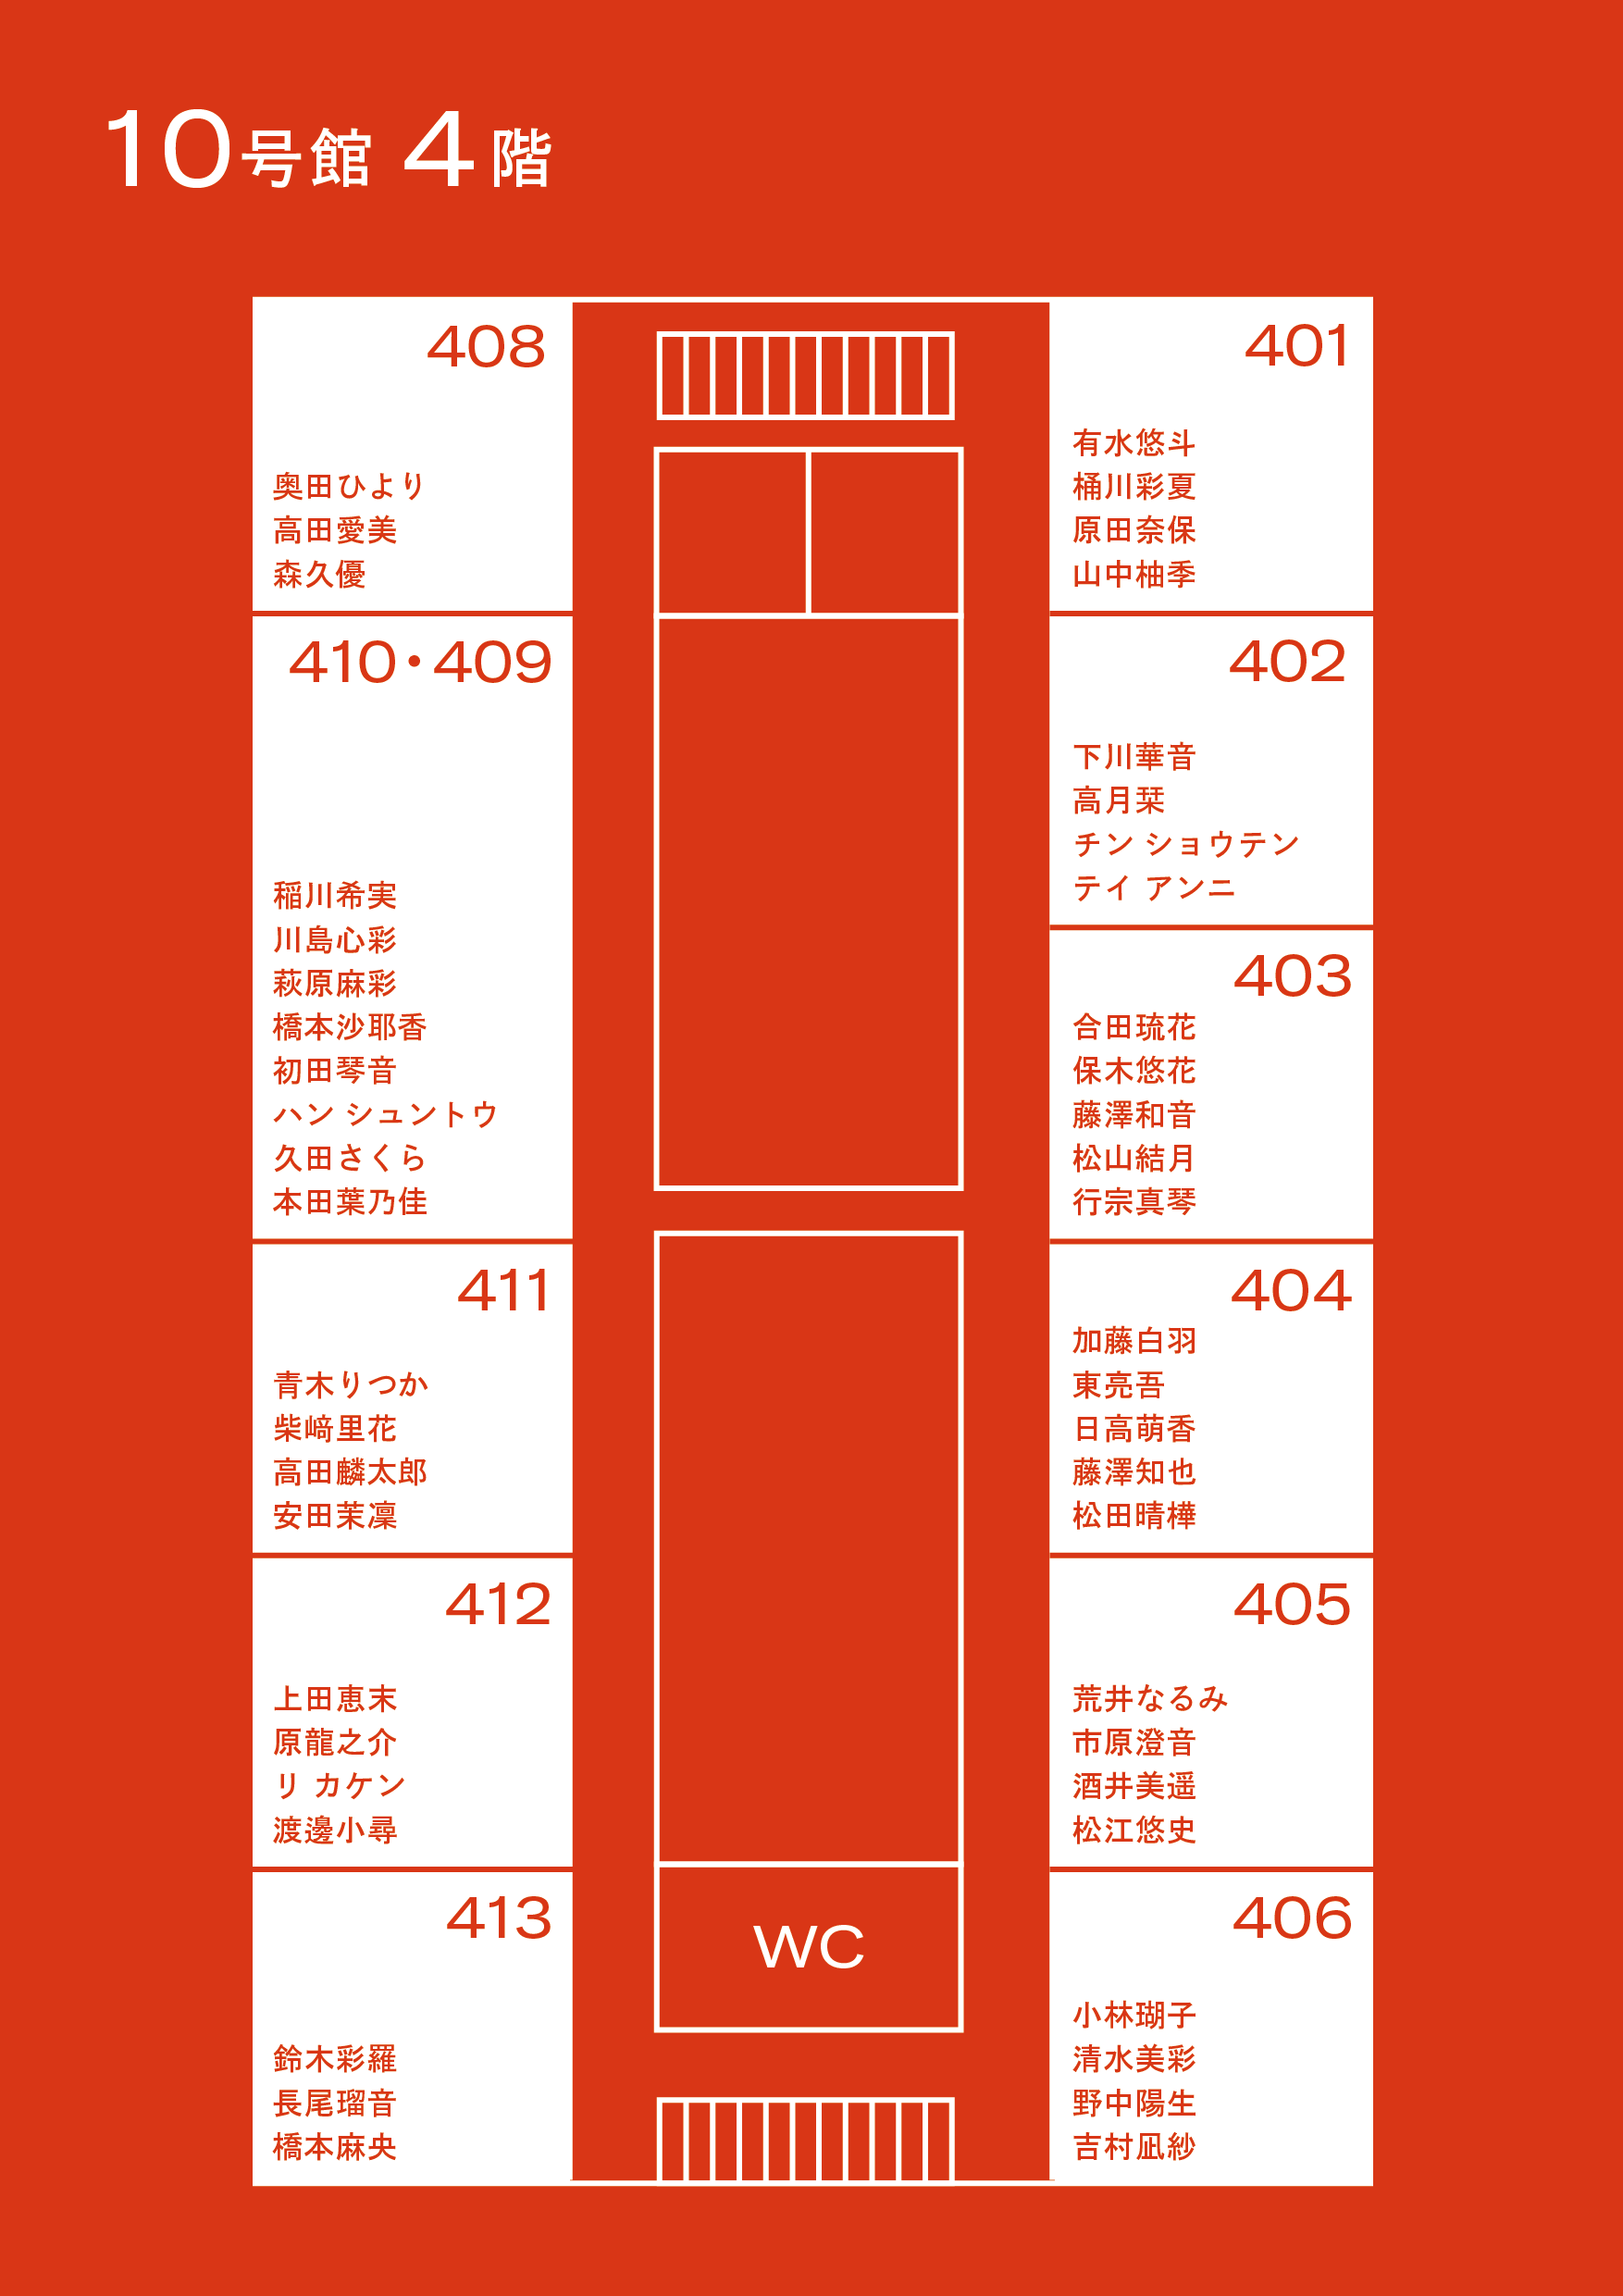 10号館 4階
408
奥田ひより
高田愛美
森久優
410・409
稲川希実
川島心彩
萩原麻彩
橋本沙耶香
初田琴音
ハン シュントウ
久田さくら
本田葉乃佳
411
青木りつか
柴﨑里花
高田麟太郎
安田茉凜
412
上田恵末
原龍之介
リ カケン
渡邊小尋
413
鈴木彩羅
長尾瑠音
橋本麻央
WC
401
有水悠斗
桶川彩夏
原田奈保
山中柚季
402
下川華音
高月栞
チン ショウテン
テイ アンニ
403
合田琉花
保木悠花
藤澤和音
松山結月
行宗真琴
404
加藤白羽
東亮吾
日高萌香
藤澤知也
松田晴樺
405
荒井なるみ
市原澄音
酒井美遥
松江悠史
406
小林瑚子
清水美彩
野中陽生
吉村凪紗